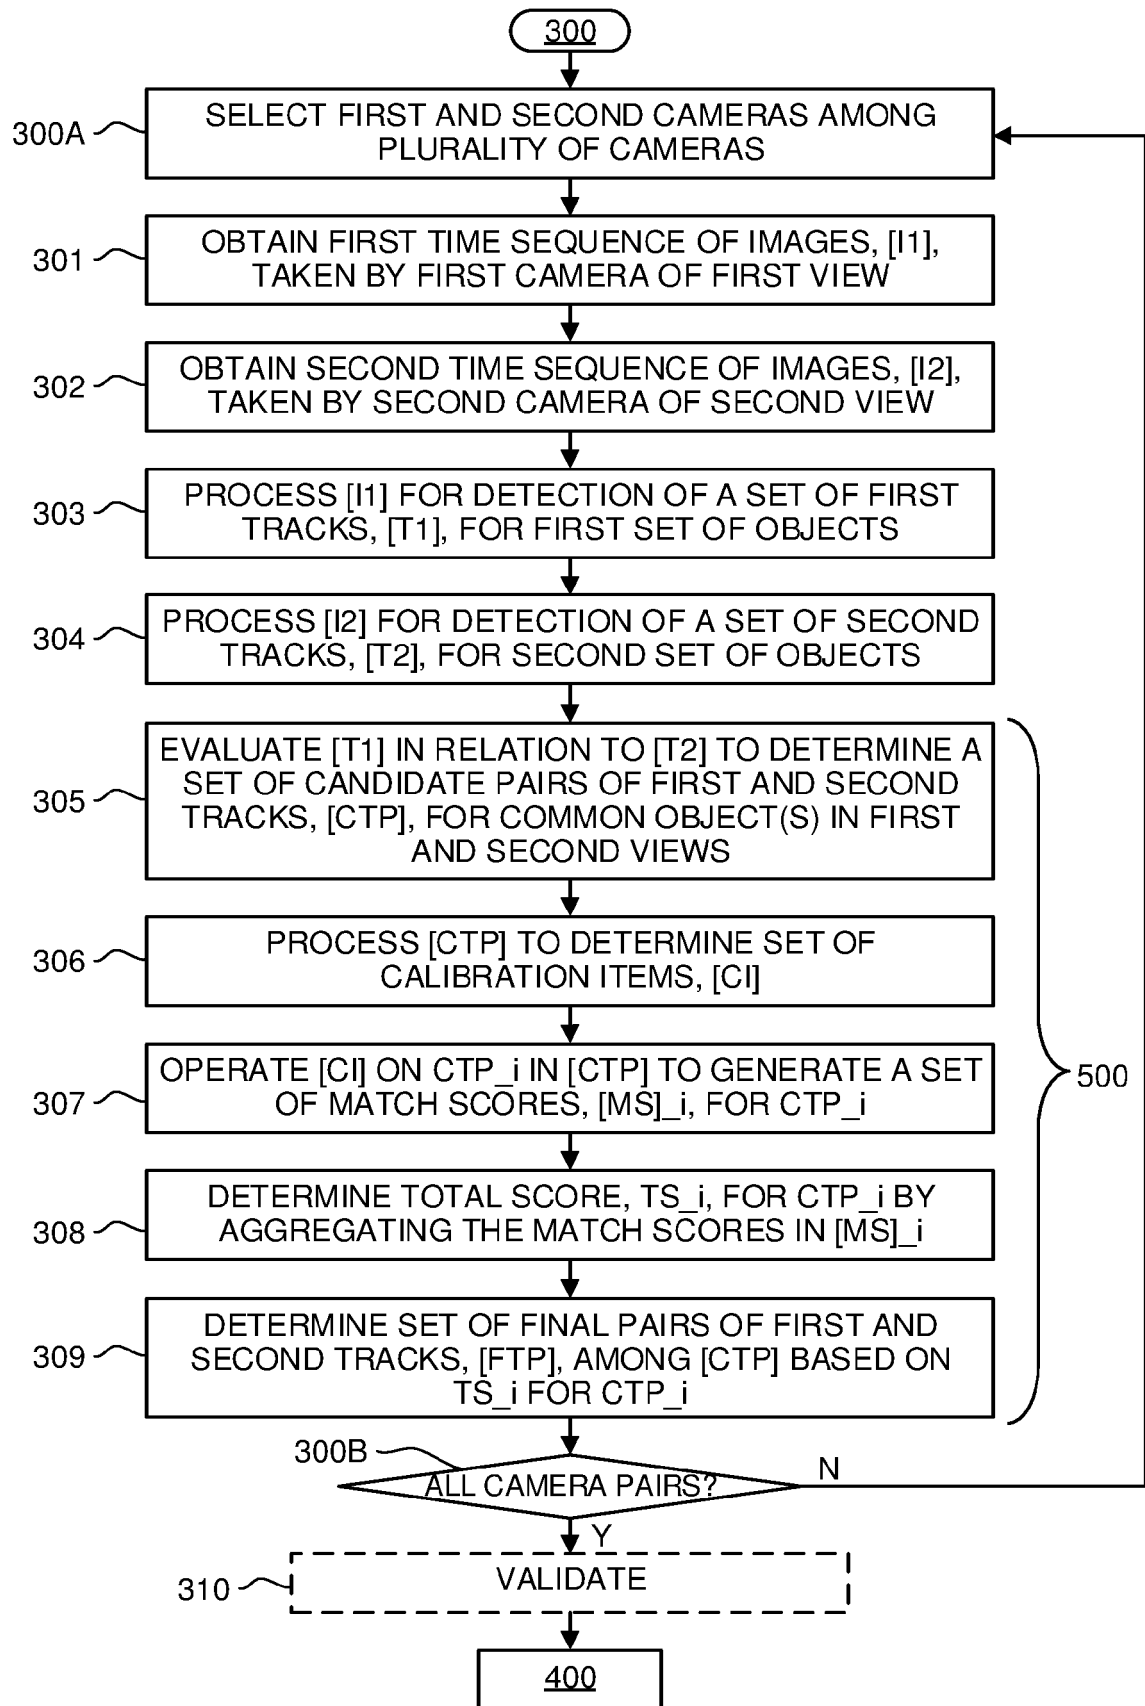 300
300A
SELECT FIRST AND SECOND CAMERAS AMONG
PLURALITY OF CAMERAS
301
OBTAIN FIRST TIME SEQUENCE OF IMAGES, [I1],
TAKEN BY FIRST CAMERA OF FIRST VIEW
302
OBTAIN SECOND TIME SEQUENCE OF IMAGES, [I2],
TAKEN BY SECOND CAMERA OF SECOND VIEW
303
PROCESS [I1] FOR DETECTION OF A SET OF FIRST
TRACKS, [T1], FOR FIRST SET OF OBJECTS
304
PROCESS [I2] FOR DETECTION OF A SET OF SECOND
TRACKS, [T2], FOR SECOND SET OF OBJECTS
305
EVALUATE [T1] IN RELATION TO [T2] TO DETERMINE A
SET OF CANDIDATE PAIRS OF FIRST AND SECOND
TRACKS, [CTP], FOR COMMON OBJECT(S) IN FIRST
AND SECOND VIEWS
306
PROCESS [CTP] TO DETERMINE SET OF
CALIBRATION ITEMS, [CI]
307
OPERATE [CI] ON CTP_i IN [CTP] TO GENERATE A SET
OF MATCH SCORES, [MS]_i, FOR CTP_i
500
308
DETERMINE TOTAL SCORE, TS_i, FOR CTP_i BY
AGGREGATING THE MATCH SCORES IN [MS]_i
309
DETERMINE SET OF FINAL PAIRS OF FIRST AND
SECOND TRACKS, [FTP], AMONG [CTP] BASED ON
TS_i FOR CTP_i
300B
ALL CAMERA PAIRS?
N
Y
310
VALIDATE
400